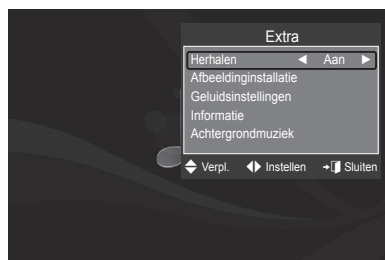 Extra
Herhalen ◀ Aan ▶
Afbeeldinginstallatie
Geluidsinstellingen
Informatie
Achtergrondmuziek
Verpl. Instellen Sluiten